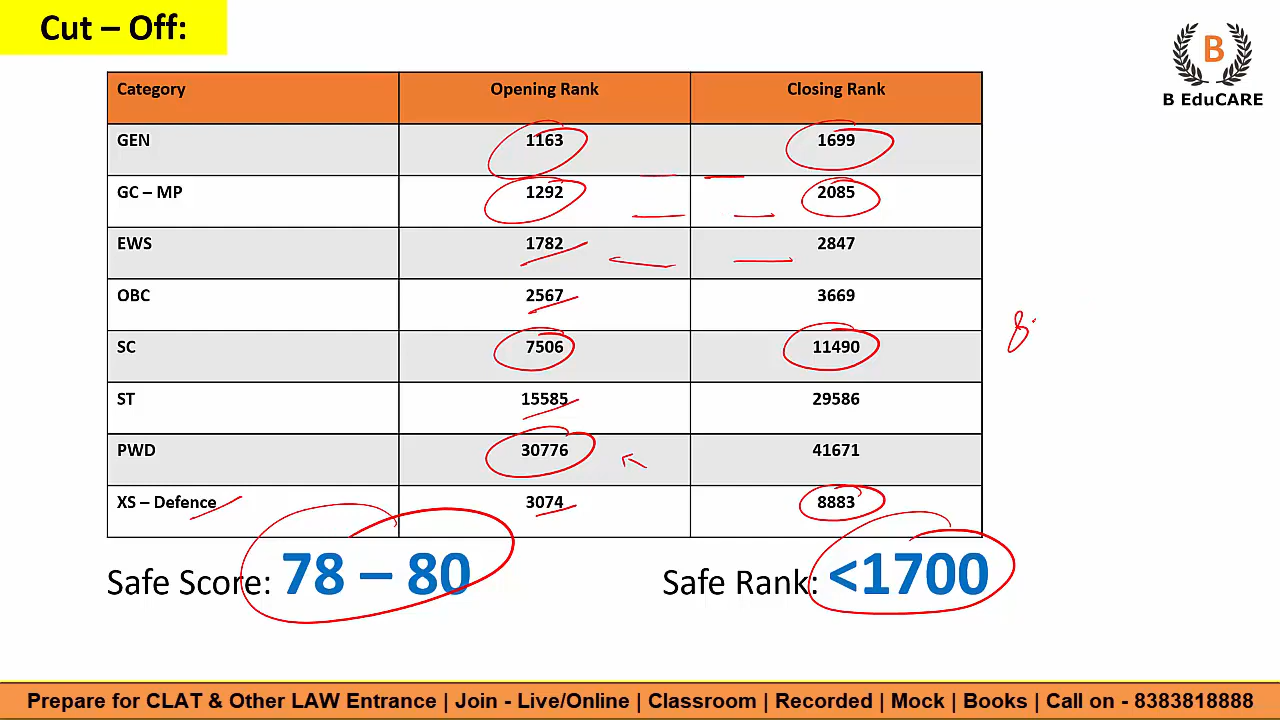 Cut – Off:
B
B EduCARE
Category Opening Rank Closing Rank
GEN 1163 1699
GC – MP 1292 2085
EWS 1782 2847
OBC 2567 3669
SC 7506 11490
8
ST 15585 29586
PWD 30776 41671
XS – Defence 3074 8883
Safe Score: 78 – 80 Safe Rank: <1700
Prepare for CLAT & Other LAW Entrance | Join - Live/Online | Classroom | Recorded | Mock | Books | Call on - 8383818888